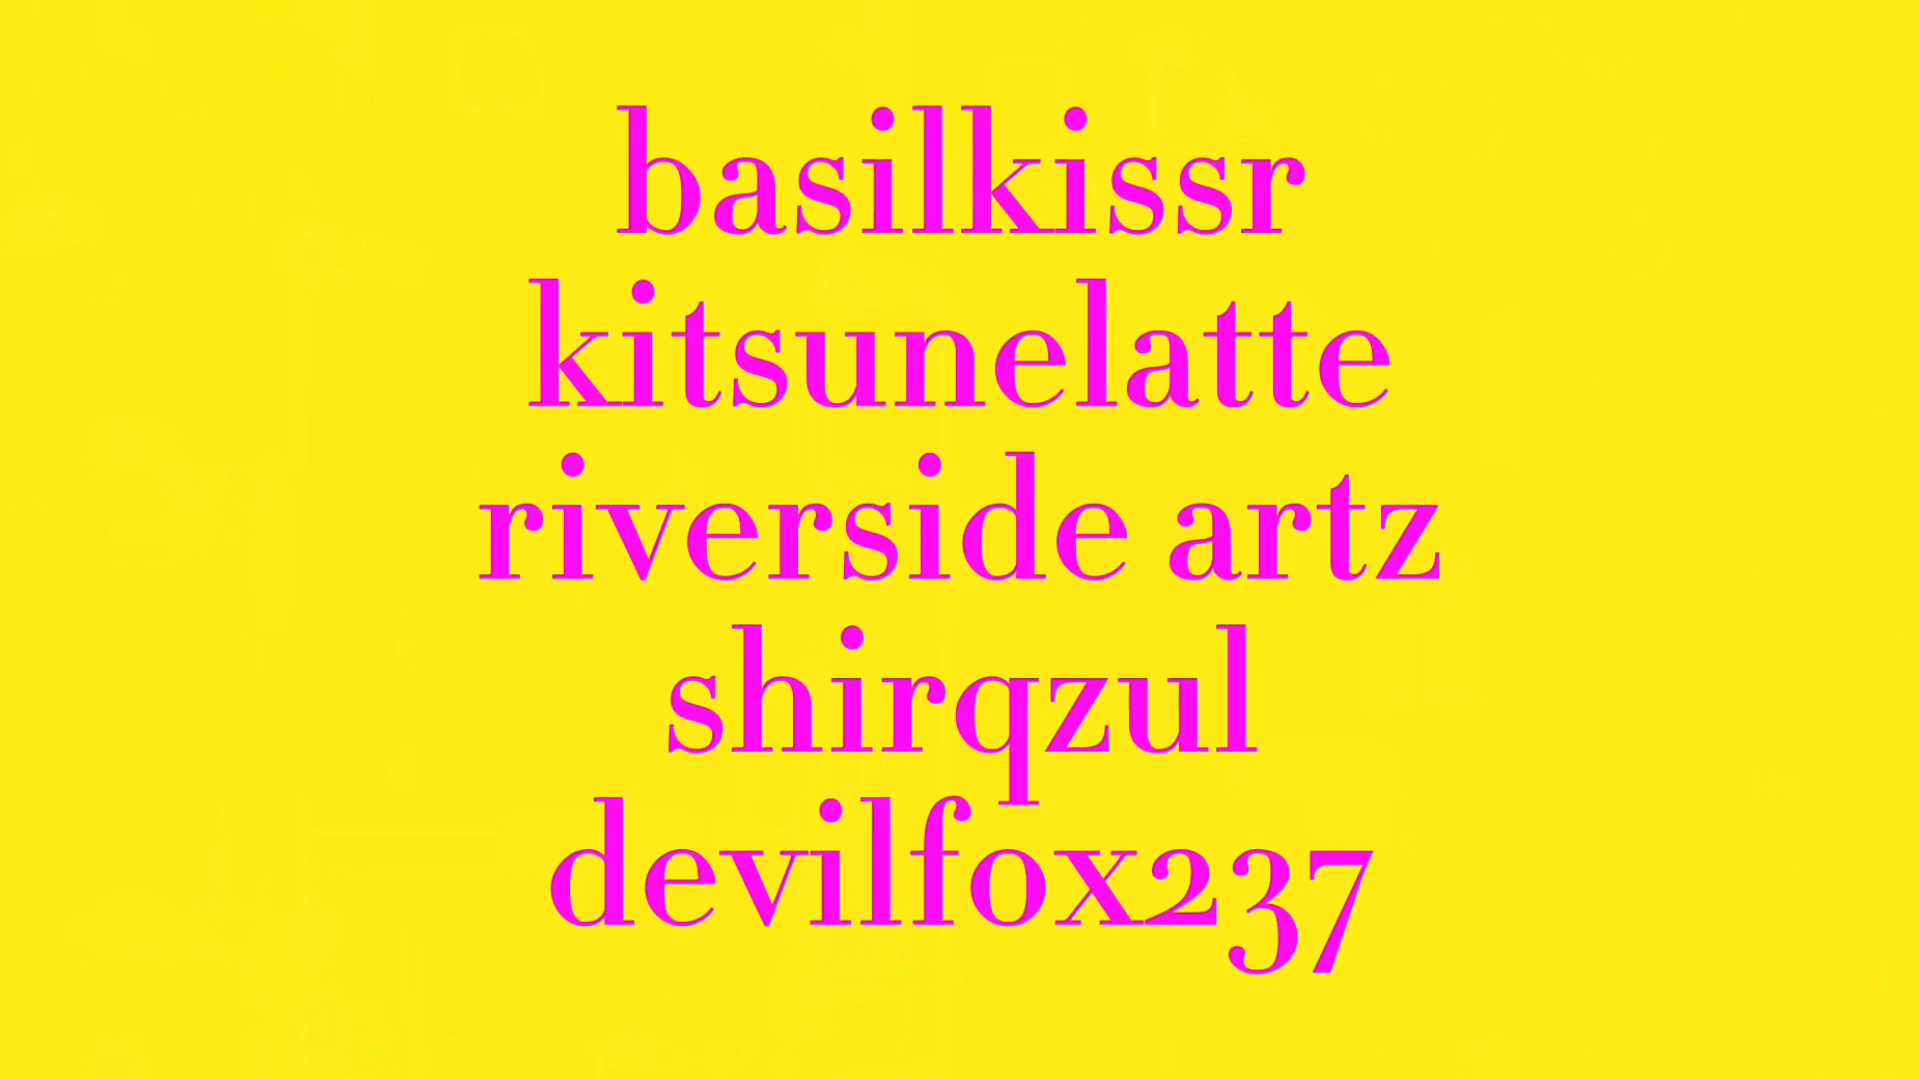 basilkissr
kitsunelatte
riverside artz
shirqzul
devilfox237